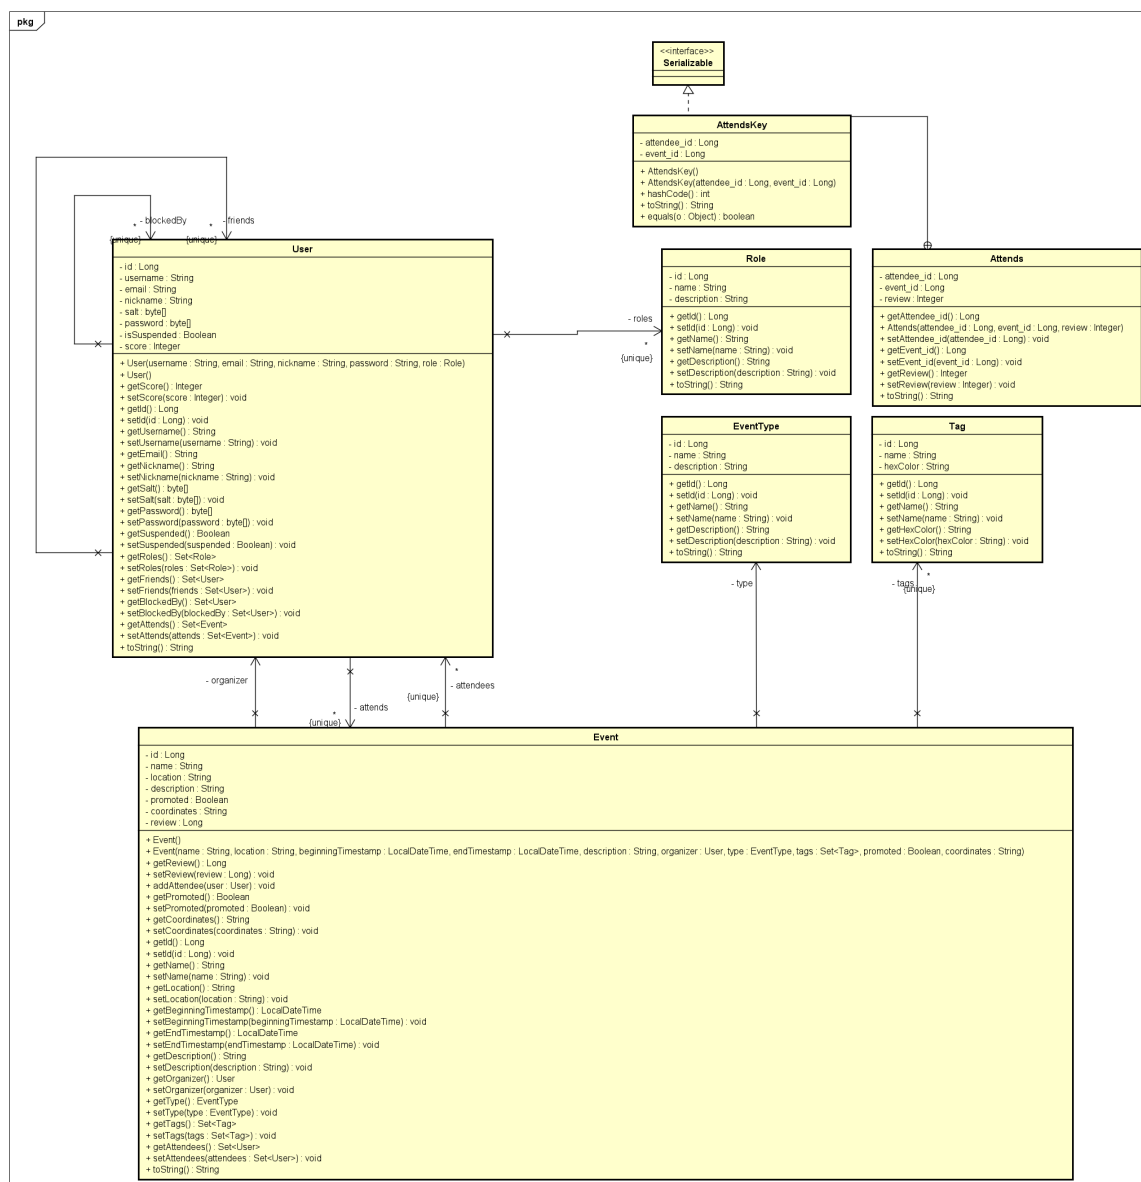 pkg
<<interface>>
Serializable
AttendsKey
- attendee_id : Long
- event_id : Long
+ AttendsKey()
+ AttendsKey(attendee_id : Long, event_id : Long)
+ hashCode() : int
+ toString() : String
+ equals(o : Object) : boolean
- blockedBy
*
{unique}
- friends
*
{unique}
User
- id : Long
- username : String
- email : String
- nickname : String
- salt : byte[]
- password : byte[]
- isSuspended : Boolean
- score : Integer
+ User(username : String, email : String, nickname : String, password : String, role : Role)
+ User()
+ getScore() : Integer
+ setScore(score : Integer) : void
+ getId() : Long
+ setId(id : Long) : void
+ getUsername() : String
+ setUsername(username : String) : void
+ getEmail() : String
+ getNickname() : String
+ setNickname(nickname : String) : void
+ getSalt() : byte[]
+ setSalt(salt : byte[]) : void
+ getPassword() : byte[]
+ setPassword(password : byte[]) : void
+ getSuspended() : Boolean
+ setSuspended(suspended : Boolean) : void
+ getRoles() : Set<Role>
+ setRoles(roles : Set<Role>) : void
+ getFriends() : Set<User>
+ setFriends(friends : Set<User>) : void
+ getBlockedBy() : Set<User>
+ setBlockedBy(blockedBy : Set<User>) : void
+ getAttends() : Set<Event>
+ setAttends(attends : Set<Event>) : void
+ toString() : String
- roles
*
{unique}
Role
- id : Long
- name : String
- description : String
+ getId() : Long
+ setId(id : Long) : void
+ getName() : String
+ setName(name : String) : void
+ getDescription() : String
+ setDescription(description : String) : void
+ toString() : String
Attends
- attendee_id : Long
- event_id : Long
- review : Integer
+ getAttendee_id() : Long
+ Attends(attendee_id : Long, event_id : Long, review : Integer)
+ setAttendee_id(attendee_id : Long) : void
+ getEvent_id() : Long
+ setEvent_id(event_id : Long) : void
+ getReview() : Integer
+ setReview(review : Integer) : void
+ toString() : String
EventType
- id : Long
- name : String
- description : String
+ getId() : Long
+ setId(id : Long) : void
+ getName() : String
+ setName(name : String) : void
+ getDescription() : String
+ setDescription(description : String) : void
+ toString() : String
Tag
- id : Long
- name : String
- hexColor : String
+ getId() : Long
+ setId(id : Long) : void
+ getName() : String
+ setName(name : String) : void
+ getHexColor() : String
+ setHexColor(hexColor : String) : void
+ toString() : String
- type
- tags
*
{unique}
- organizer
- attends
*
{unique}
*
- attendees
{unique}
Event
- id : Long
- name : String
- location : String
- description : String
- promoted : Boolean
- coordinates : String
- review : Long
+ Event()
+ Event(name : String, location : String, beginningTimestamp : LocalDateTime, endTimestamp : LocalDateTime, description : String, organizer : User, type : EventType, tags : Set<Tag>, promoted : Boolean, coordinates : String)
+ getReview() : Long
+ setReview(review : Long) : void
+ addAttendee(user : User) : void
+ getPromoted() : Boolean
+ setPromoted(promoted : Boolean) : void
+ getCoordinates() : String
+ setCoordinates(coordinates : String) : void
+ getId() : Long
+ setId(id : Long) : void
+ getName() : String
+ setName(name : String) : void
+ getLocation() : String
+ setLocation(location : String) : void
+ getBeginningTimestamp() : LocalDateTime
+ setBeginningTimestamp(beginningTimestamp : LocalDateTime) : void
+ getEndTimestamp() : LocalDateTime
+ setEndTimestamp(endTimestamp : LocalDateTime) : void
+ getDescription() : String
+ setDescription(description : String) : void
+ getOrganizer() : User
+ setOrganizer(organizer : User) : void
+ getType() : EventType
+ setType(type : EventType) : void
+ getTags() : Set<Tag>
+ setTags(tags : Set<Tag>) : void
+ getAttendees() : Set<User>
+ setAttendees(attendees : Set<User>) : void
+ toString() : String